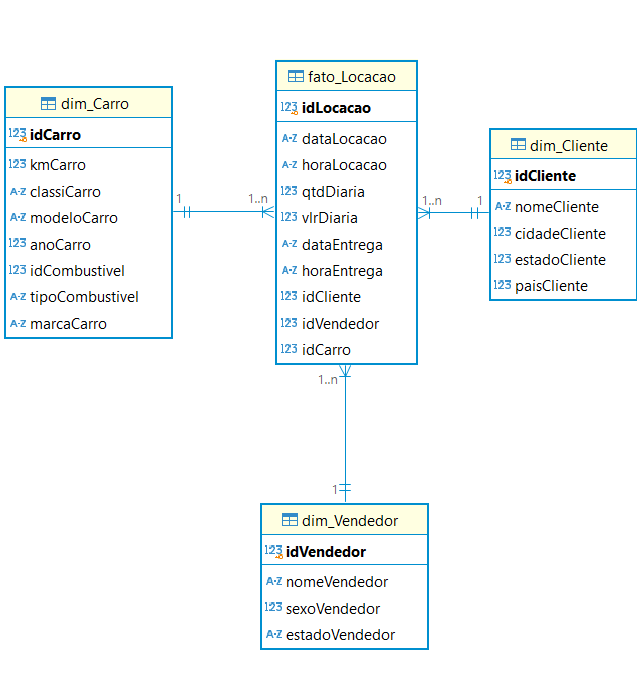 dim_Carro
123 idCarro
123 kmCarro
A-Z classiCarro
A-Z modeloCarro
123 anoCarro
123 idCombustivel
A-Z tipoCombustivel
A-Z marcaCarro
1
1..n
fato_Locacao
123 idLocacao
A-Z dataLocacao
A-Z horaLocacao
123 qtdDiaria
123 vlrDiaria
A-Z dataEntrega
A-Z horaEntrega
123 idCliente
123 idVendedor
123 idCarro
1..n
1
dim_Cliente
123 idCliente
A-Z nomeCliente
123 cidadeCliente
123 estadoCliente
123 paisCliente
1..n
1
dim_Vendedor
123 idVendedor
A-Z nomeVendedor
123 sexoVendedor
A-Z estadoVendedor